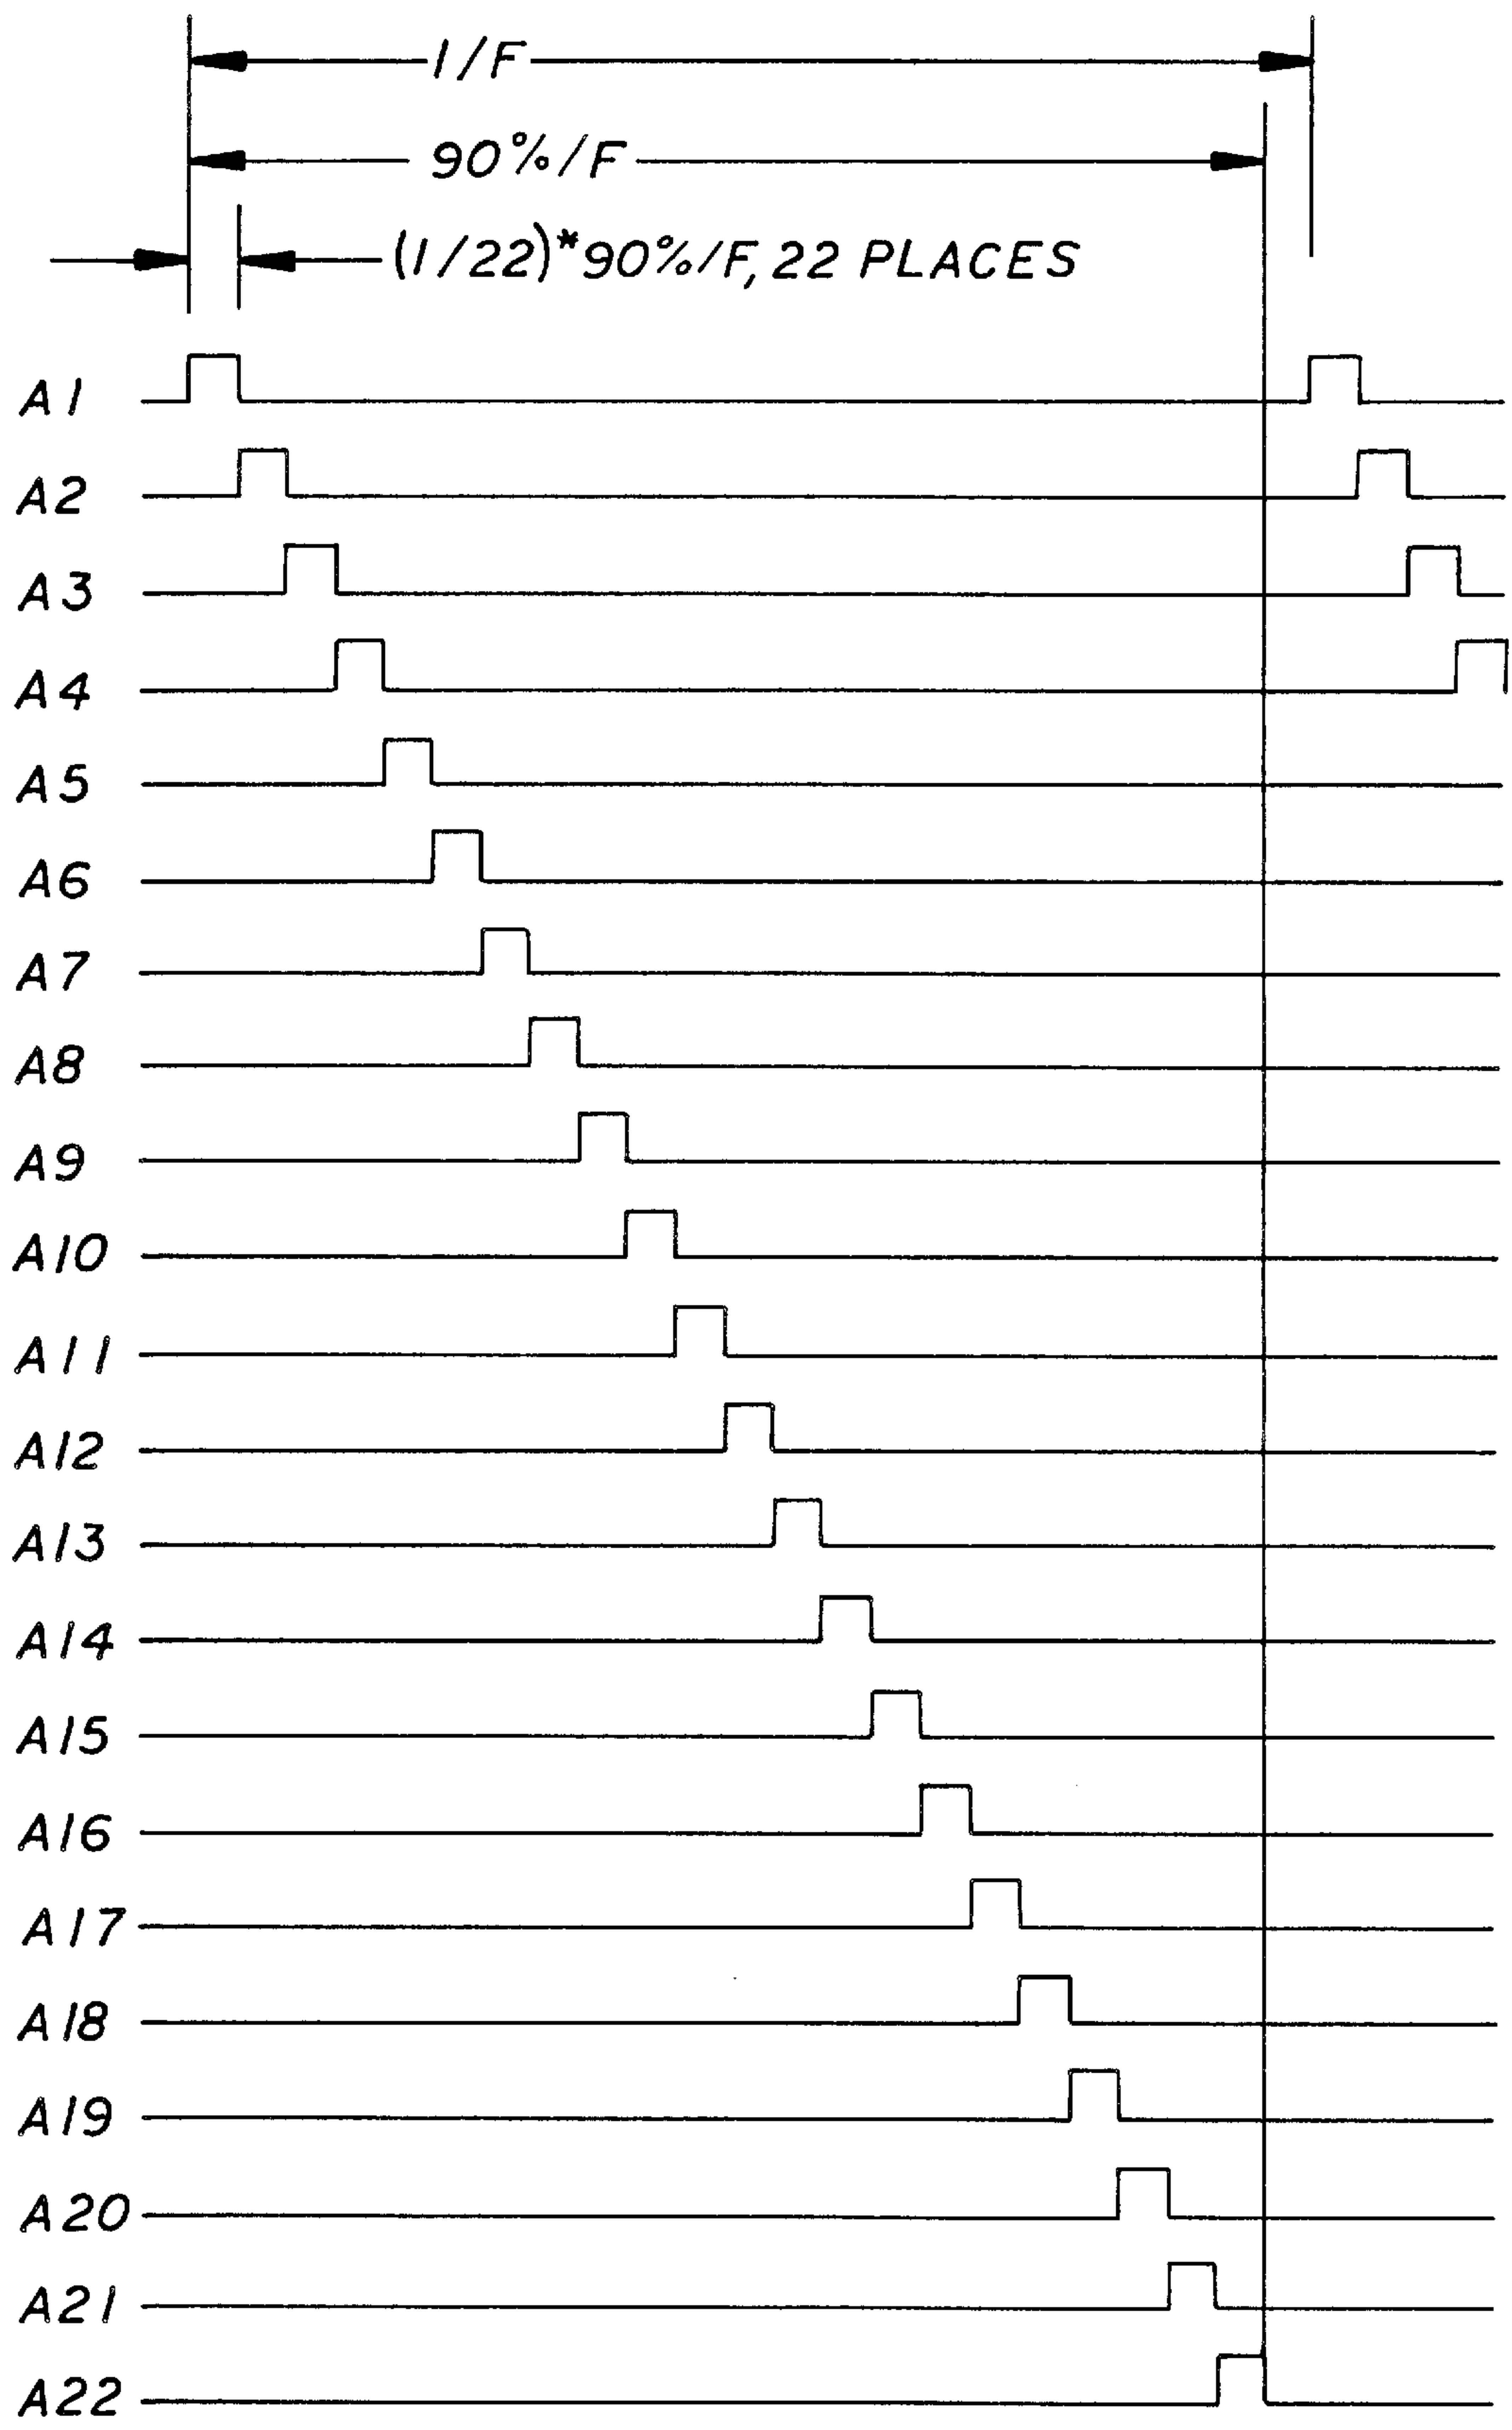 1/F
90%/F
(1/22)*90%/F, 22 PLACES
A1
A2
A3
A4
A5
A6
A7
A8
A9
A10
A11
A12
A13
A14
A15
A16
A17
A18
A19
A20
A21
A22